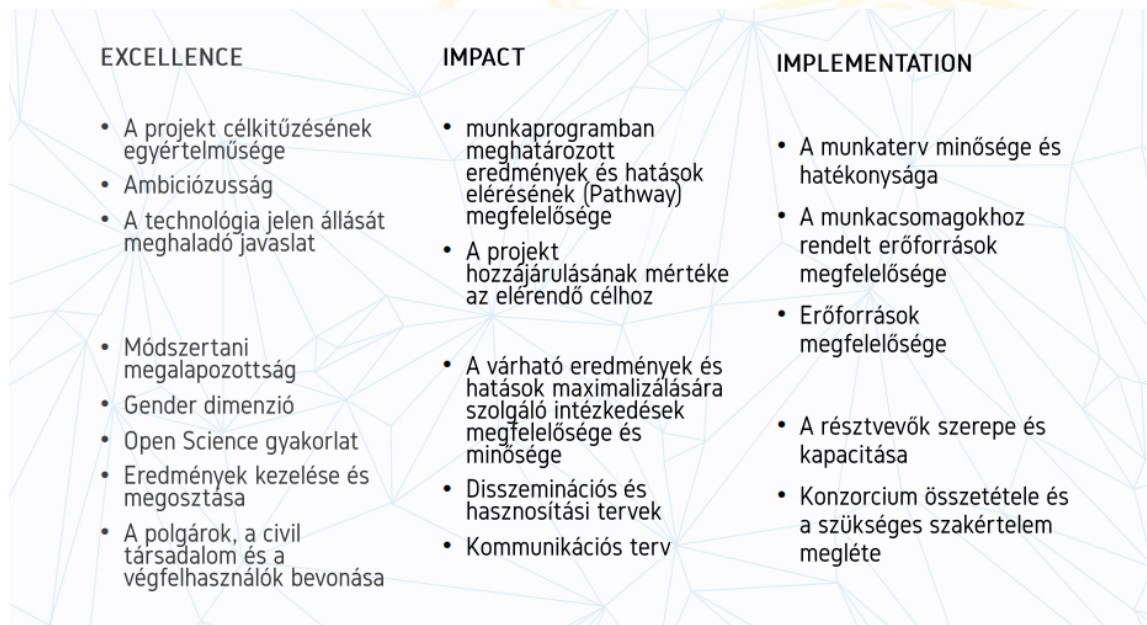 EXCELLENCE
• A projekt célkitűzésének
egyértelműsége
• Ambiciózusság
• A technológia jelen állását
meghaladó javaslat
• Módszertani
megalapozottság
• Gender dimenzió
• Open Science gyakorlat
• Eredmények kezelése és
megosztása
• A polgárok, a civil
társadalom és a
végfelhasználók bevonása
IMPACT
• munkaprogramban
meghatározott
eredmények és hatások
elérésének (Pathway)
megfelelősége
• A projekt
hozzájárulásának mértéke
az elérendő célhoz
• A várható eredmények és
hatások maximalizálására
szolgáló intézkedések
megfelelősége és
minősége
• Disszeminációs és
hasznosítási tervek
• Kommunikációs terv
IMPLEMENTATION
• A munkaterv minősége és
hatékonysága
• A munkacsomagokhoz
rendelt erőforrások
megfelelősége
• Erőforrások
megfelelősége
• A résztvevők szerepe és
kapacitása
• Konzorcium összetétele és
a szükséges szakértelem
megléte